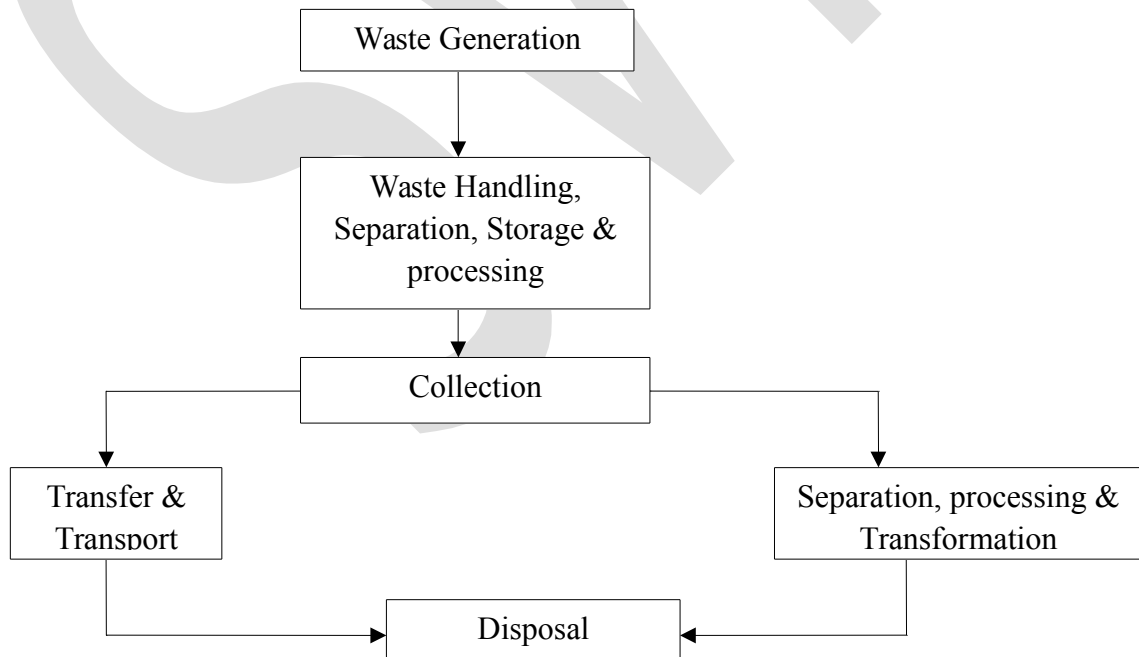 Waste Generation
Waste Handling,
Separation, Storage &
processing
Collection
Transfer &
Transport
Separation, processing &
Transformation
Disposal